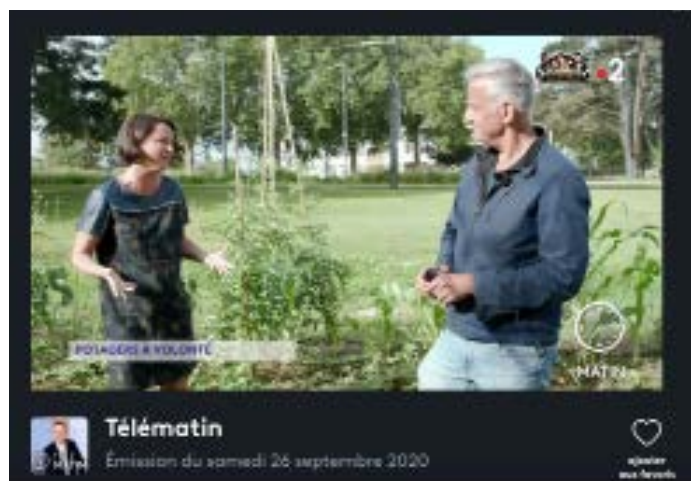 2
POTAGERS À VOLONTÉ
MATIN
Télématin
Émission du samedi 26 septembre 2020
ajouter
aux favoris